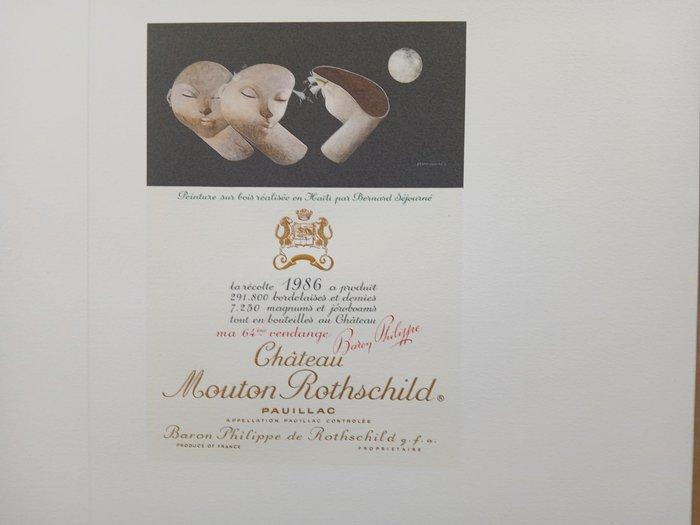 Peinture sur bois réalisée en Haïti par Bernard Séjourné
la récolte 1986 a produit
291.800 bordelaises et demies
7.250 magnums et jéroboams
tout en bouteilles au Château
ma 64ème vendange Baron Philippe
Château
Mouton Rothschild®
PAUILLAC
APPELLATION PAUILLAC CONTROLÉE
Baron Philippe de Rothschild g.f.a.
PRODUCE OF FRANCE PROPRIETAIRE